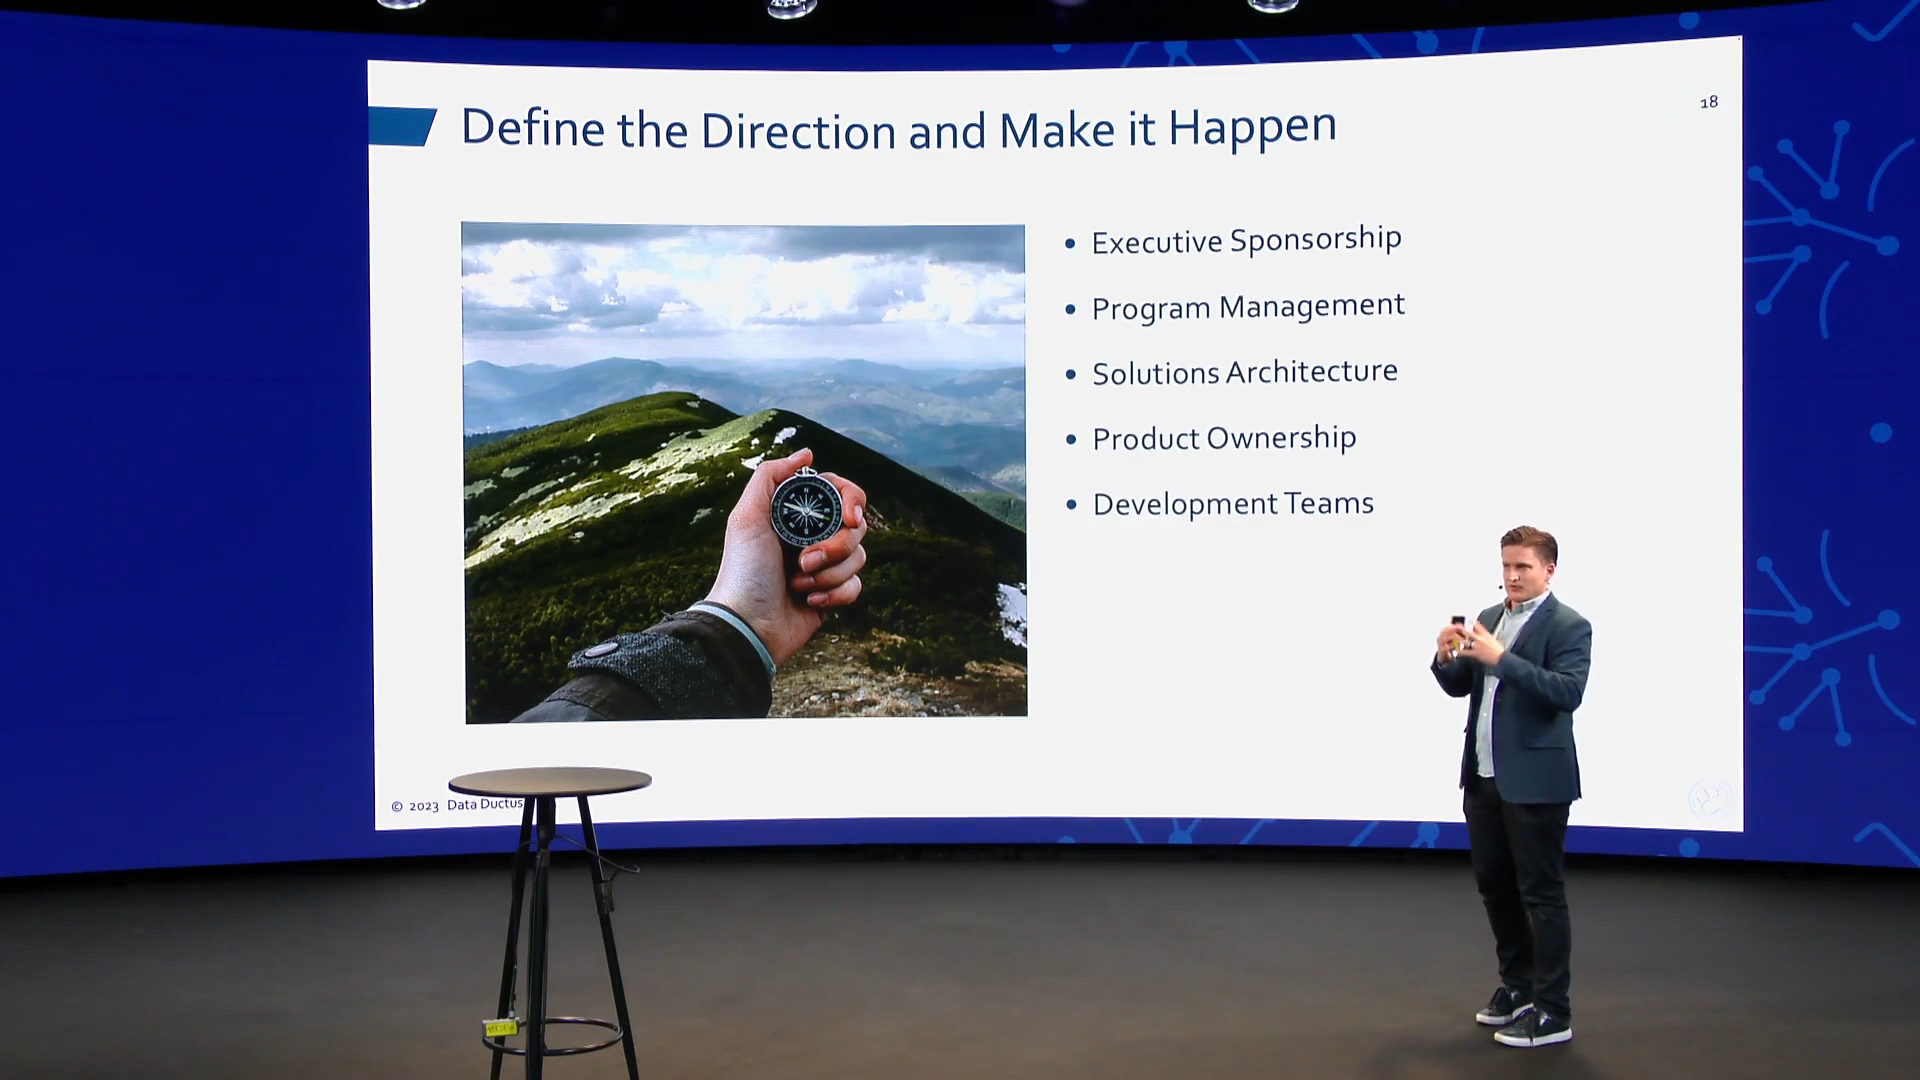 Define the Direction and Make it Happen
18
• Executive Sponsorship
• Program Management
• Solutions Architecture
• Product Ownership
• Development Teams
© 2023 Data Ductus